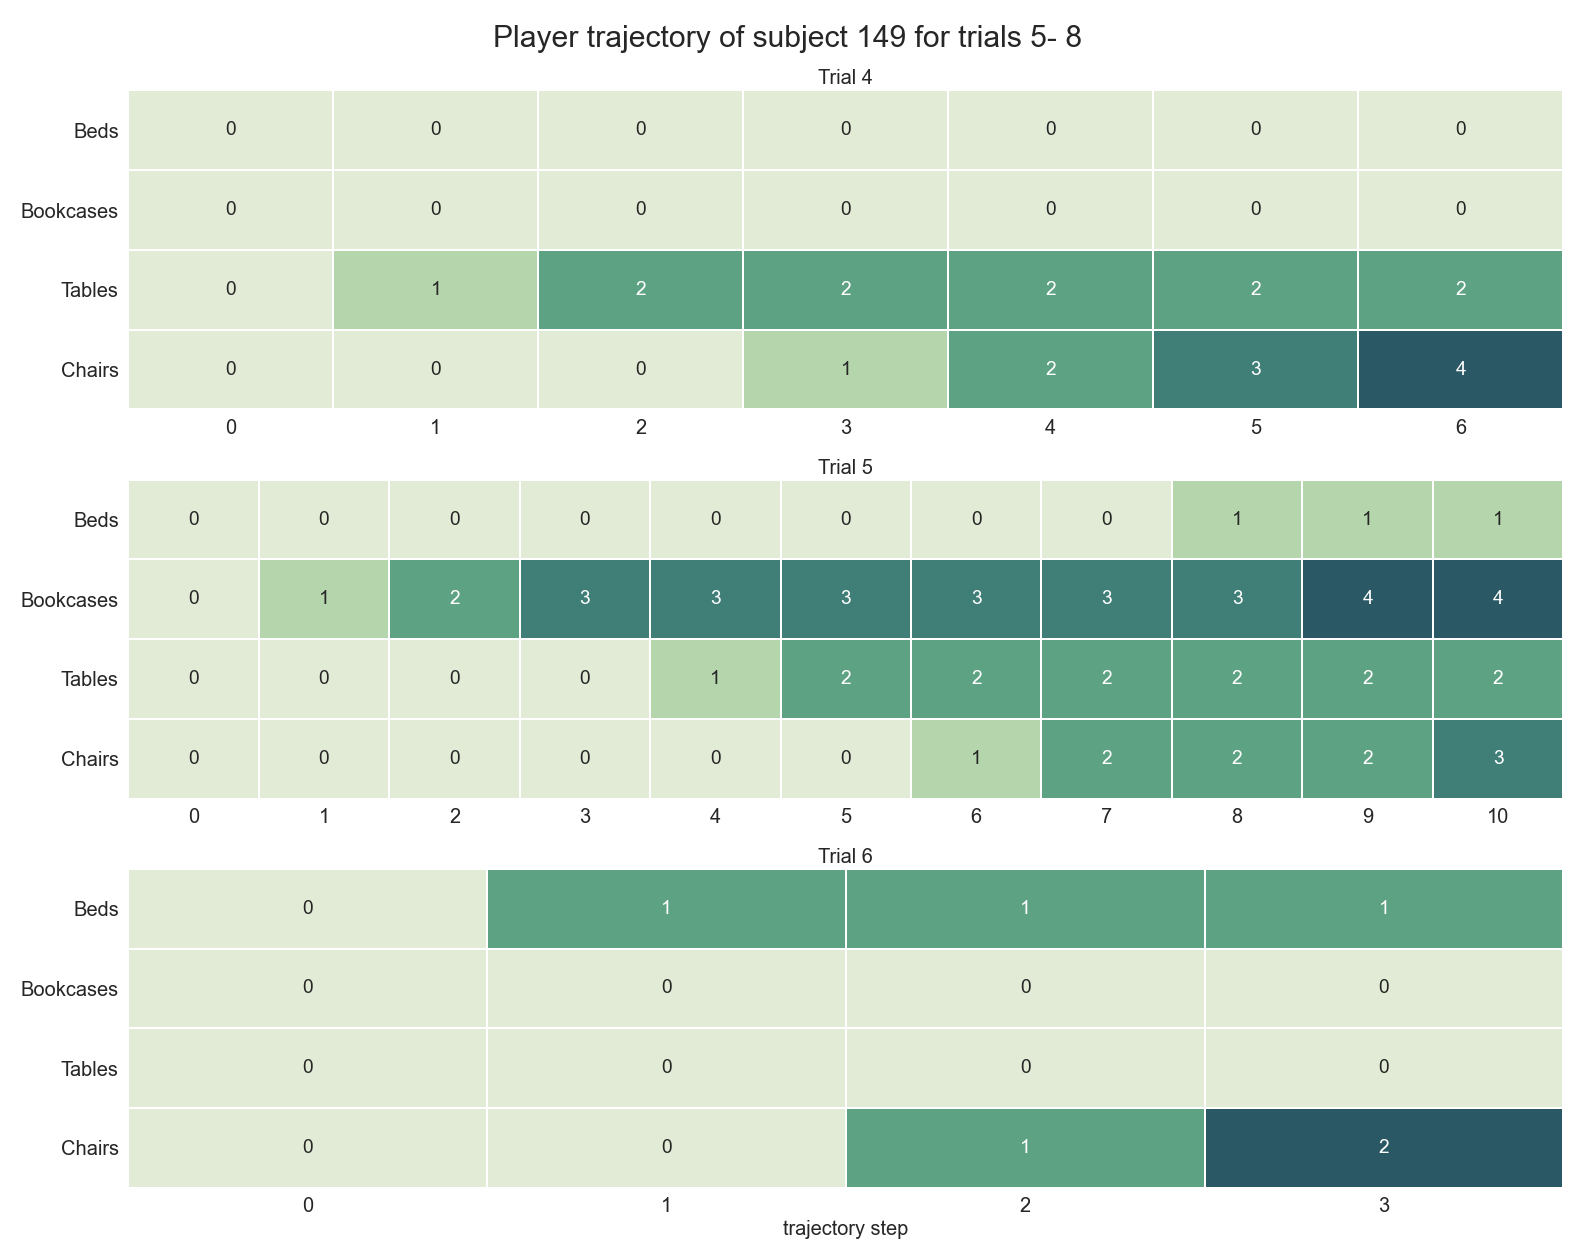 Player trajectory of subject 149 for trials 5- 8
Trial 4
Beds 0 0 0 0 0 0 0
Bookcases 0 0 0 0 0 0 0
Tables 0 1 2 2 2 2 2
Chairs 0 0 0 1 2 3 4
0 1 2 3 4 5 6
Trial 5
Beds 0 0 0 0 0 0 0 0 1 1 1
Bookcases 0 1 2 3 3 3 3 3 3 4 4
Tables 0 0 0 0 1 2 2 2 2 2 2
Chairs 0 0 0 0 0 0 1 2 2 2 3
0 1 2 3 4 5 6 7 8 9 10
Trial 6
Beds 0 1 1 1
Bookcases 0 0 0 0
Tables 0 0 0 0
Chairs 0 0 1 2
0 1 2 3
trajectory step